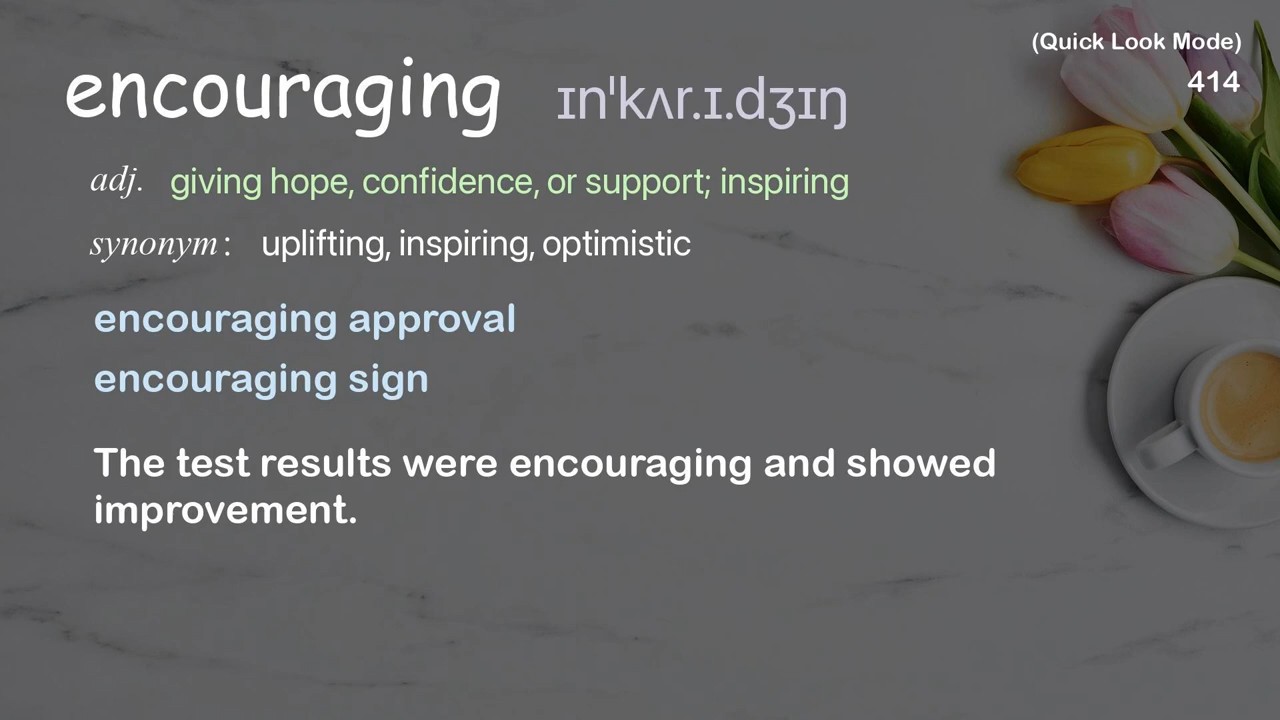 (Quick Look Mode)
414
encouraging ɪnˈkʌr.ɪ.dʒɪŋ
adj. giving hope, confidence, or support; inspiring
synonym: uplifting, inspiring, optimistic
encouraging approval
encouraging sign
The test results were encouraging and showed
improvement.